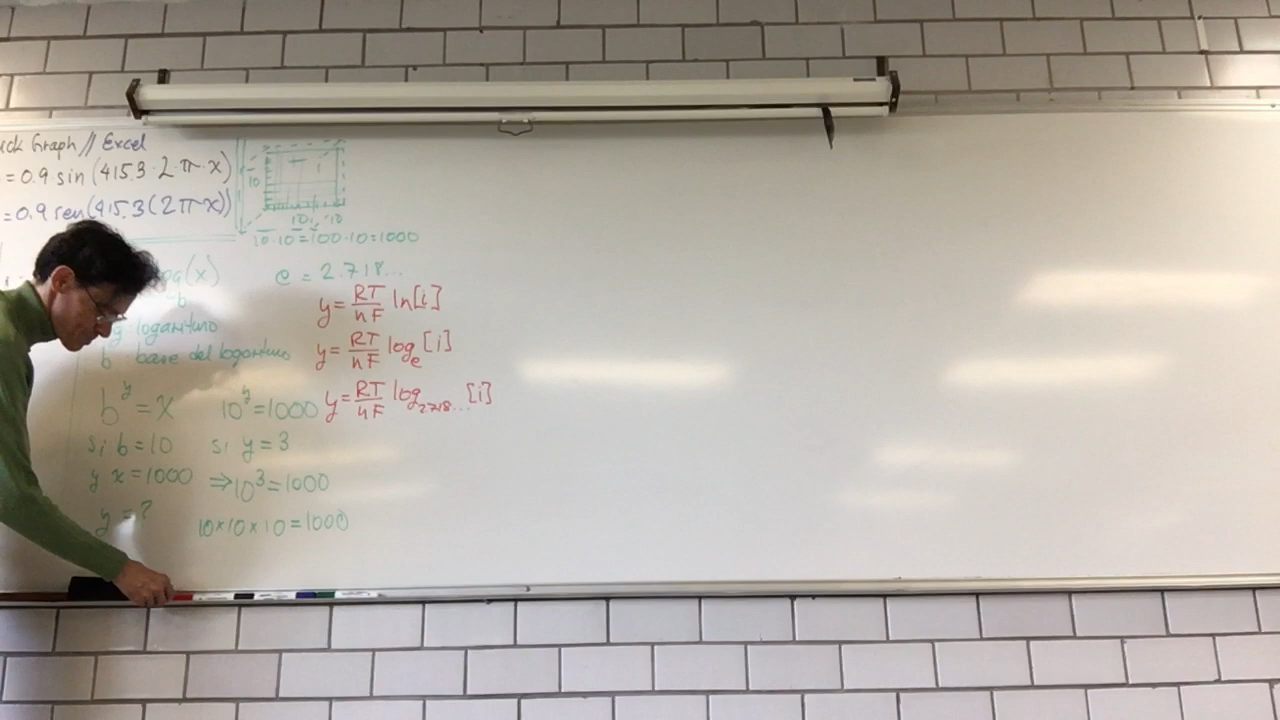 Graph // Excel
= 0.9 sin (415.3·2·π·x)
= 0.9 sen(415.3(2π·x))
10
10 10
10·10=100·10=1000
(x)
b
e = 2.718...
logaritmo
b base del logaritmo
b^y = x
si b=10
y x=1000
y = ?
10^y=1000
si y=3
⇒10^3=1000
10×10×10=1000
y= RT/nF ln[i]
y= RT/nF log_e[i]
y= RT/nF log_2.718...[i]